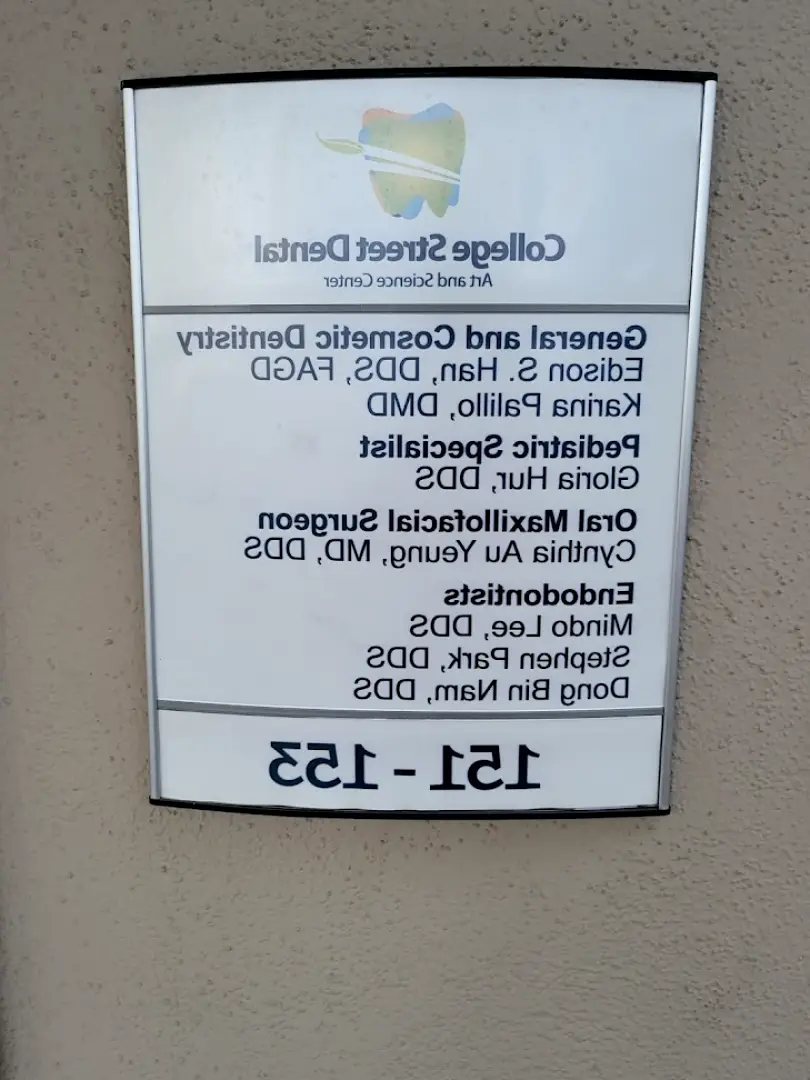 College Street Dental
Art and Science Center
General and Cosmetic Dentistry
Edison S. Han, DDS, FAGD
Karina Palillo, DMD
Pediatric Specialist
Gloria Hur, DDS
Oral Maxillofacial Surgeon
Cynthia Au Yeung, MD, DDS
Endodontists
Mindo Lee, DDS
Stephen Park, DDS
Dong Bin Nam, DDS
151 - 153